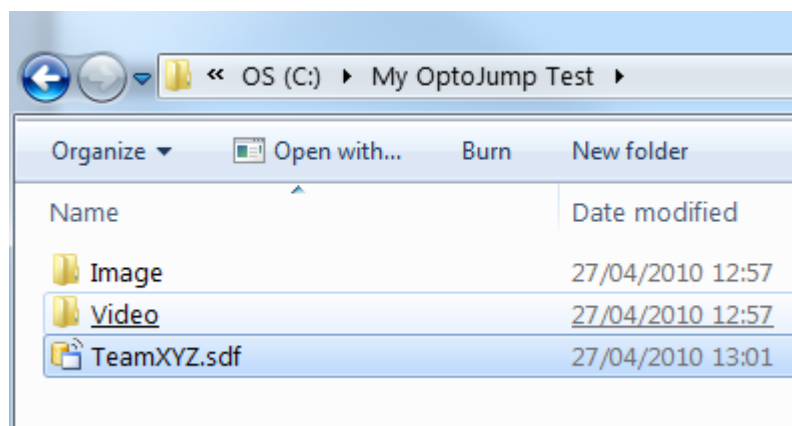 « OS (C:) ▸ My OptoJump Test ▸
Organize ▾ Open with... Burn New folder
Name Date modified
Image 27/04/2010 12:57
Video 27/04/2010 12:57
TeamXYZ.sdf 27/04/2010 13:01